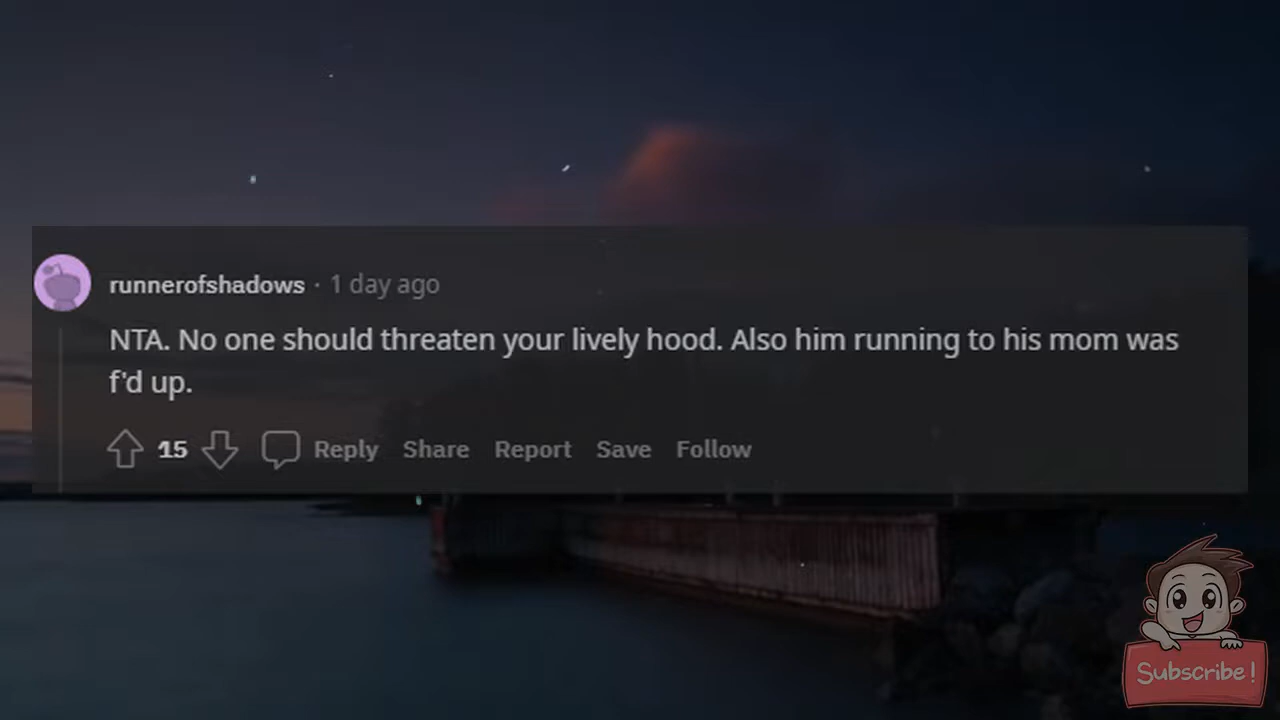 runnerofshadows · 1 day ago
NTA. No one should threaten your lively hood. Also him running to his mom was
f'd up.
15 Reply Share Report Save Follow
Subscribe!